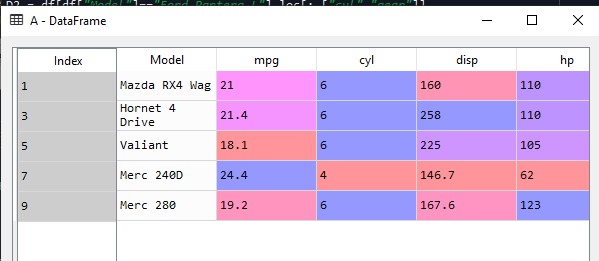 D2 = df[df["Model"]=="Ford Pantera L"].loc[:,["cyl","gear"]]
A - DataFrame
Index Model mpg cyl disp hp
1 Mazda RX4 Wag 21 6 160 110
3 Hornet 4 Drive 21.4 6 258 110
5 Valiant 18.1 6 225 105
7 Merc 240D 24.4 4 146.7 62
9 Merc 280 19.2 6 167.6 123